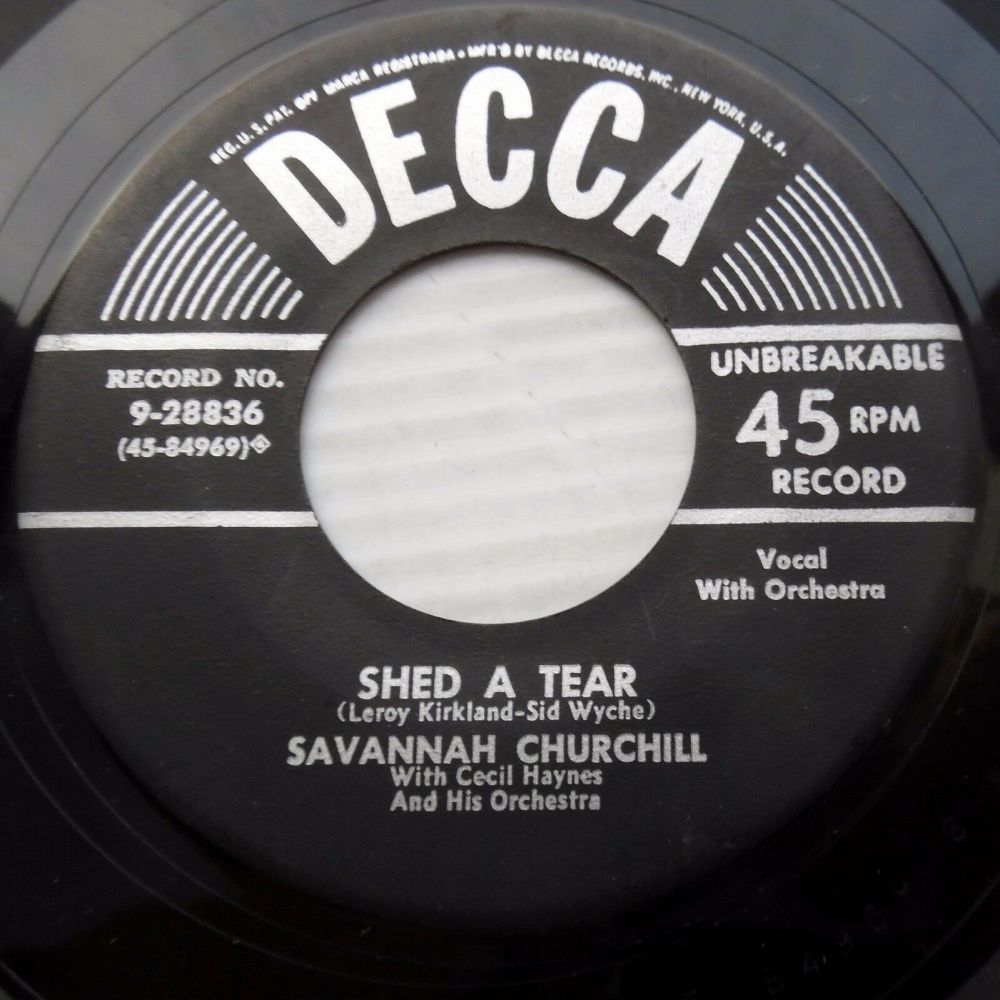 REG. U.S. PAT. OFF. MARCA REGISTRADA • MFR'D BY DECCA RECORDS, INC., NEW YORK, U.S.A.
DECCA
RECORD NO.
9-28836
(45-84969)
UNBREAKABLE
45 RPM
RECORD
Vocal
With Orchestra
SHED A TEAR
(Leroy Kirkland-Sid Wyche)
SAVANNAH CHURCHILL
With Cecil Haynes
And His Orchestra